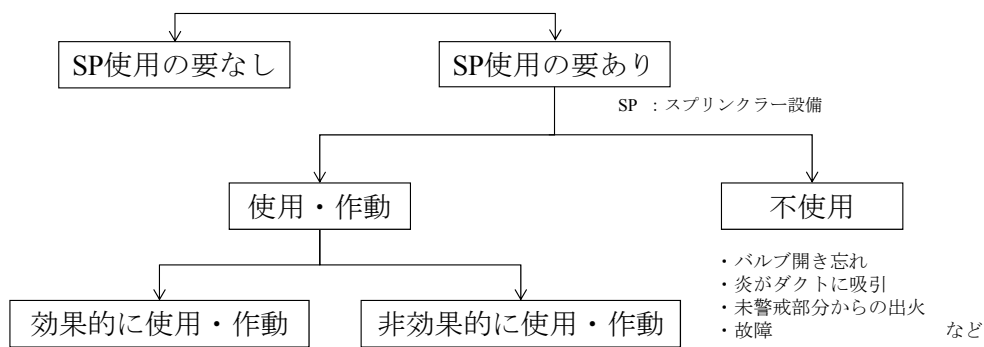 SP使用の要なし
SP使用の要あり
SP ：スプリンクラー設備
使用・作動
不使用
・バルブ開き忘れ
・炎がダクトに吸引
・未警戒部分からの出火
・故障 など
効果的に使用・作動
非効果的に使用・作動